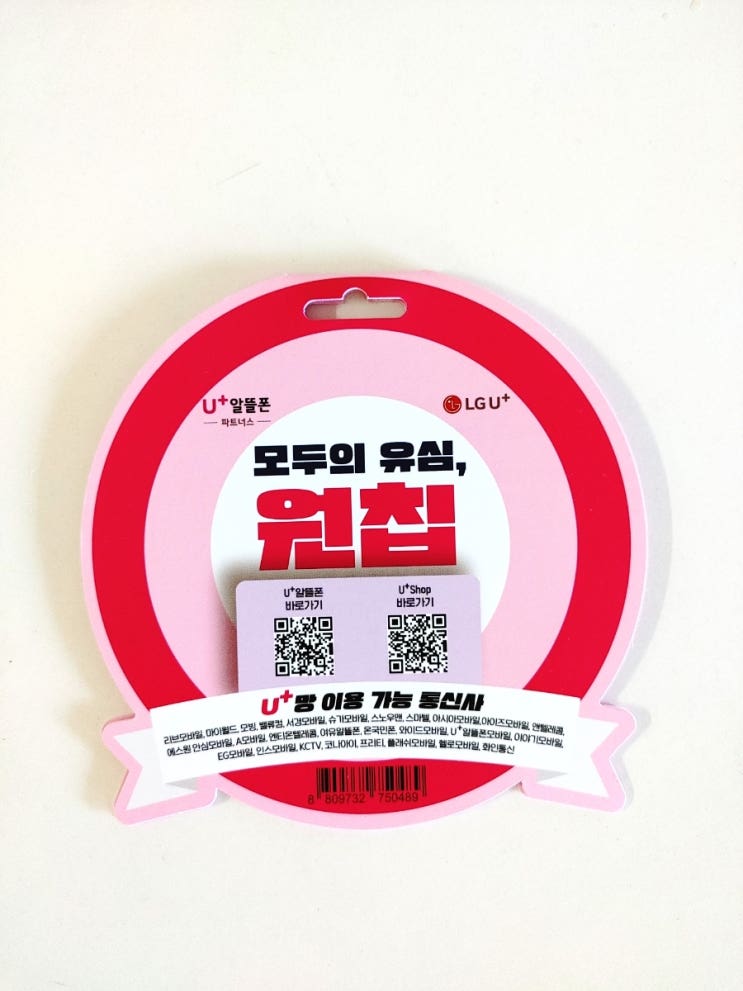 U+알뜰폰
파트너스
LG U+
모두의 유심,
원칩
U+알뜰폰
바로가기
U+Shop
바로가기
U+망 이용 가능 통신사
리브모바일, 마이월드, 모빙, 밸류컴, 서경모바일, 슈가모바일, 스노우맨, 스마텔, 아시아모바일, 아이즈모바일, 앤텔레콤,
에스원 안심모바일, A모바일, 엔티온텔레콤, 여유알뜰폰, 온국민폰, 와이드모바일, U+알뜰폰모바일, 이야기모바일,
EG모바일, 인스모바일, KCTV, 코나아이, 프리티, 플래쉬모바일, 헬로모바일, 화인통신
8 809732 750489